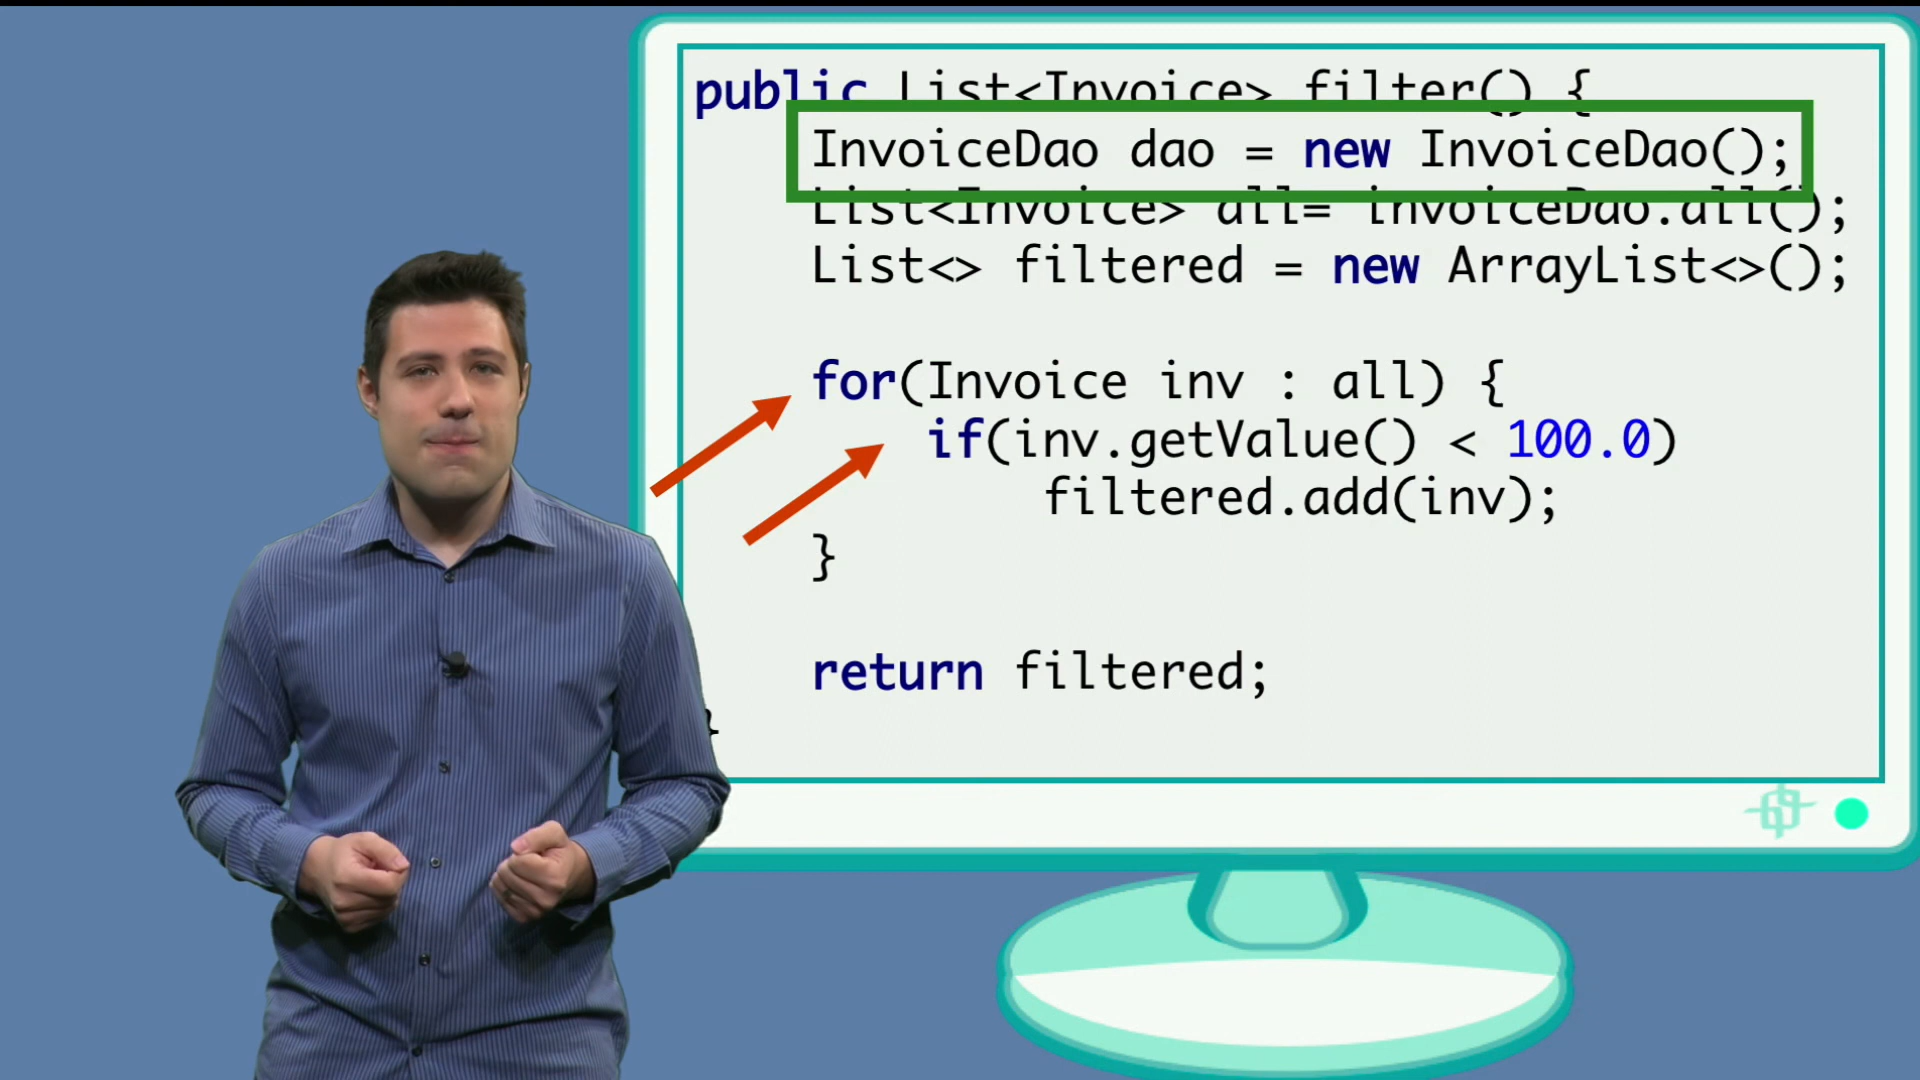 public List<Invoice> filter() {
InvoiceDao dao = new InvoiceDao();
List<Invoice> all= invoiceDao.all();
List<> filtered = new ArrayList<>();
for(Invoice inv : all) {
if(inv.getValue() < 100.0)
filtered.add(inv);
}
return filtered;
}